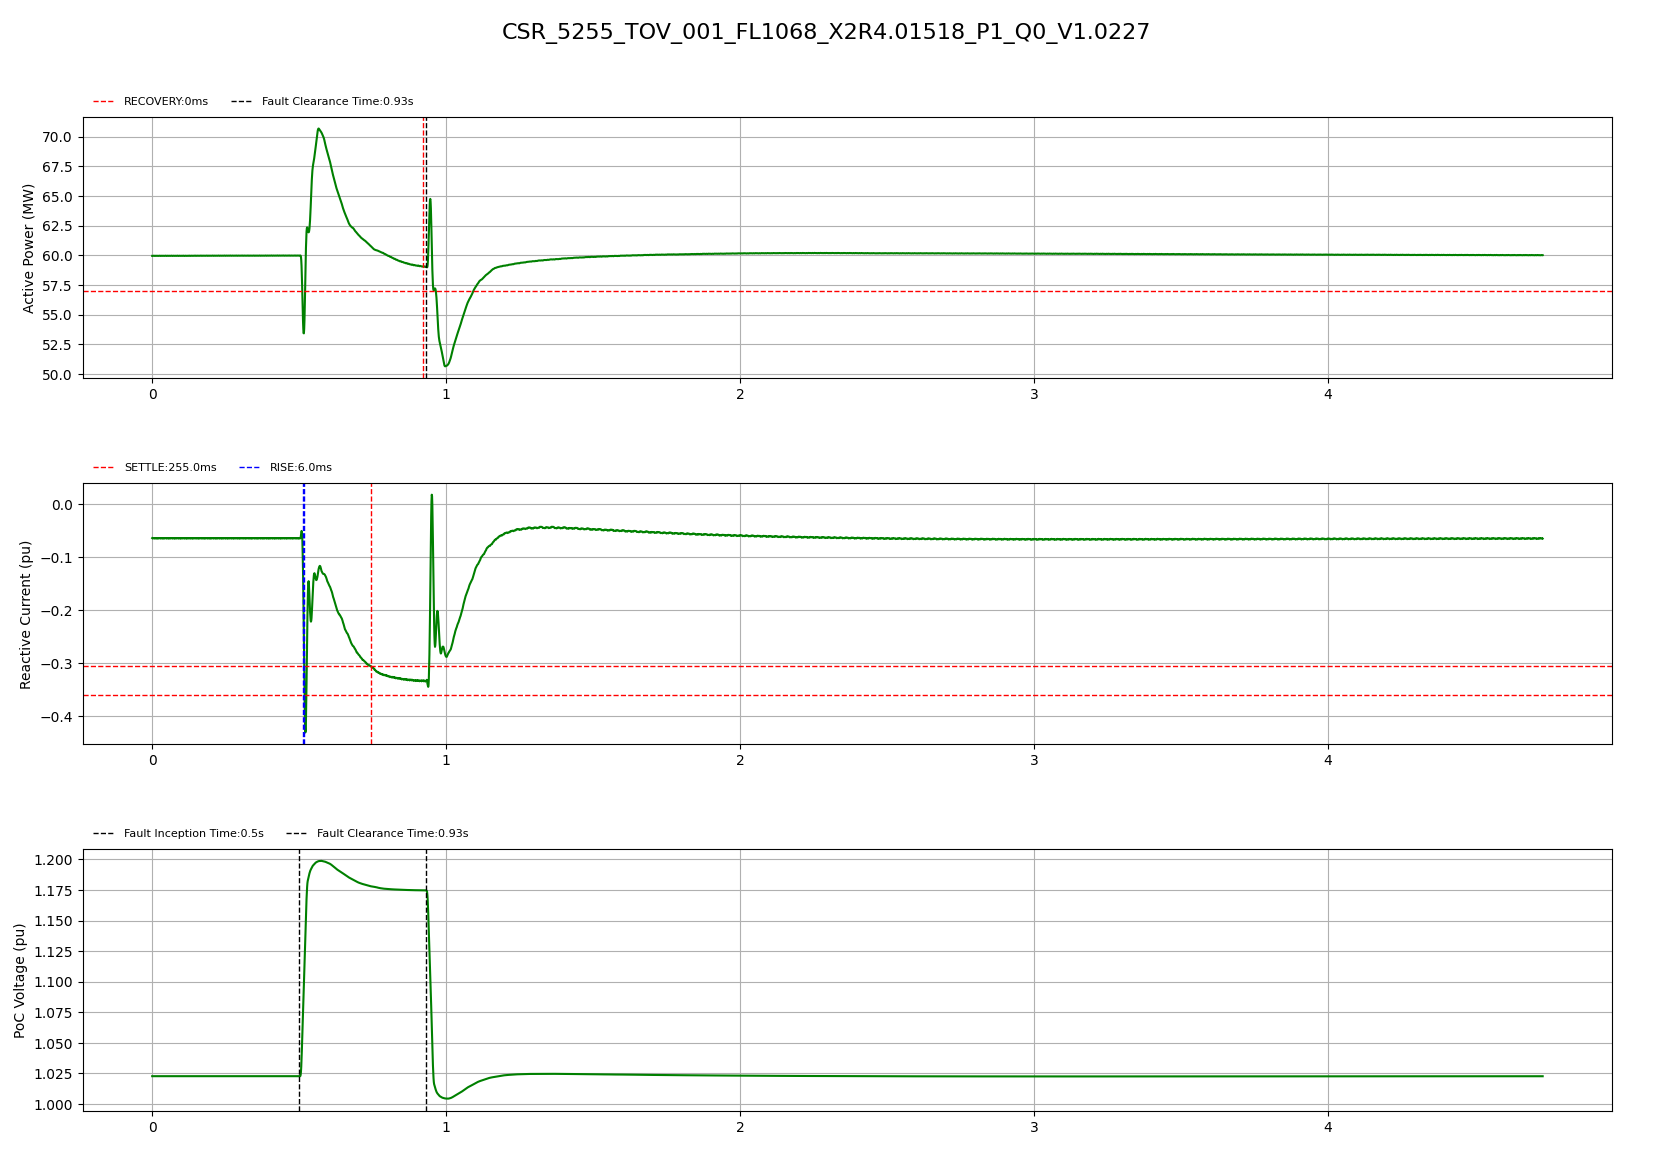 CSR_5255_TOV_001_FL1068_X2R4.01518_P1_Q0_V1.0227
RECOVERY:0ms Fault Clearance Time:0.93s
Active Power (MW)
70.0
67.5
65.0
62.5
60.0
57.5
55.0
52.5
50.0
0 1 2 3 4
SETTLE:255.0ms RISE:6.0ms
Reactive Current (pu)
0.0
−0.1
−0.2
−0.3
−0.4
0 1 2 3 4
Fault Inception Time:0.5s Fault Clearance Time:0.93s
PoC Voltage (pu)
1.200
1.175
1.150
1.125
1.100
1.075
1.050
1.025
1.000
0 1 2 3 4